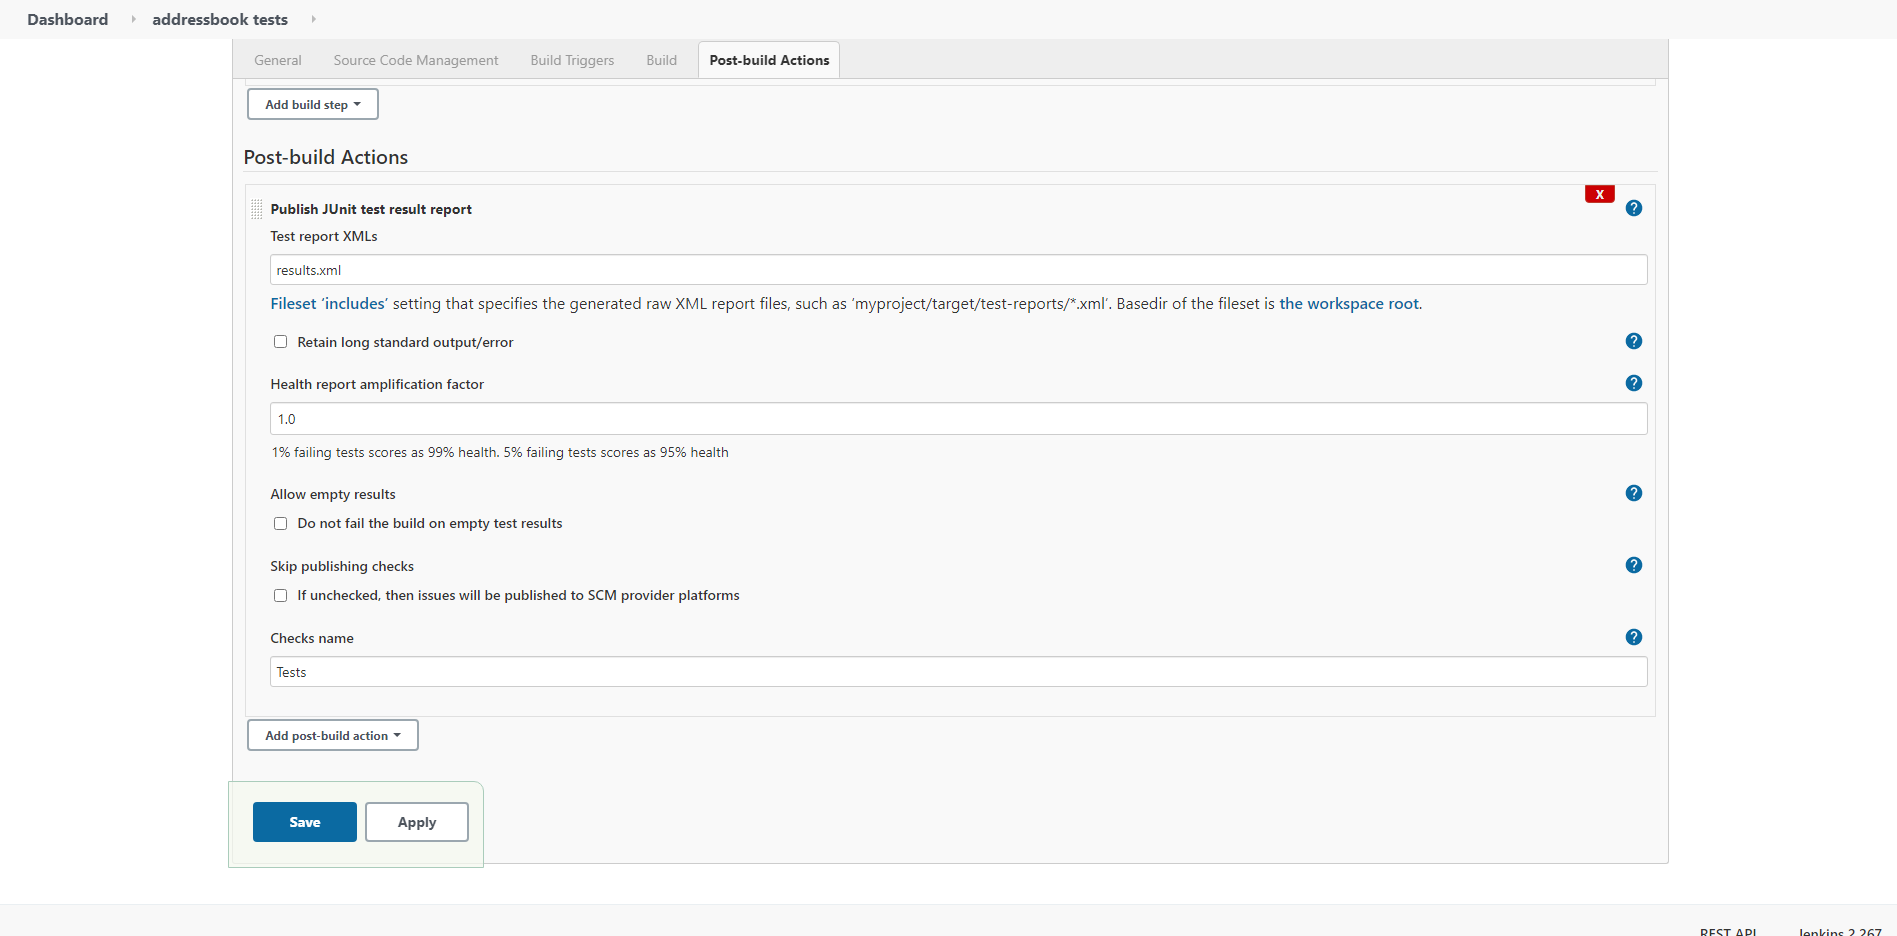 Dashboard addressbook tests
General Source Code Management Build Triggers Build Post-build Actions
Add build step
Post-build Actions
X
Publish JUnit test result report ?
Test report XMLs
results.xml
Fileset ‘includes’ setting that specifies the generated raw XML report files, such as ‘myproject/target/test-reports/*.xml’. Basedir of the fileset is the workspace root.
Retain long standard output/error ?
Health report amplification factor ?
1.0
1% failing tests scores as 99% health. 5% failing tests scores as 95% health
Allow empty results ?
Do not fail the build on empty test results
Skip publishing checks ?
If unchecked, then issues will be published to SCM provider platforms
Checks name ?
Tests
Add post-build action
Save Apply
REST API Jenkins 2.267